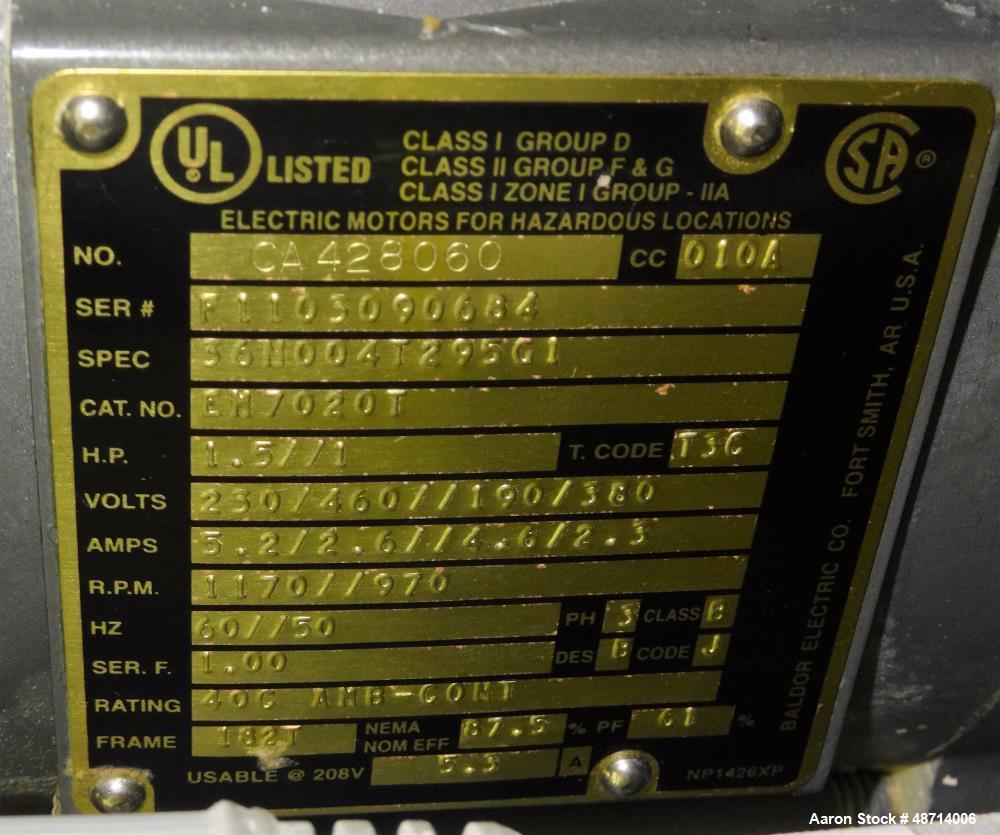 UL LISTED
CLASS I GROUP D
CLASS II GROUP F & G
CLASS I ZONE I GROUP - IIA
SA ®
ELECTRIC MOTORS FOR HAZARDOUS LOCATIONS
NO. CA428060 CC 010A
SER # F1103090684
SPEC 36N004T295G1
CAT. NO. EM7020T
H.P. 1.5//1 T. CODE T3C
VOLTS 230/460//190/380
AMPS 5.2/2.6//4.6/2.3
R.P.M. 1170//970
HZ 60//50 PH 3 CLASS B
SER. F. 1.00 DES B CODE J
RATING 40C AMB-CONT
FRAME 182T NEMA NOM EFF 87.5 % PF 61 %
USABLE @ 208V 5.3 A
NP1426XP
BALDOR ELECTRIC CO. FORT SMITH, AR U.S.A.
Aaron Stock # 48714006